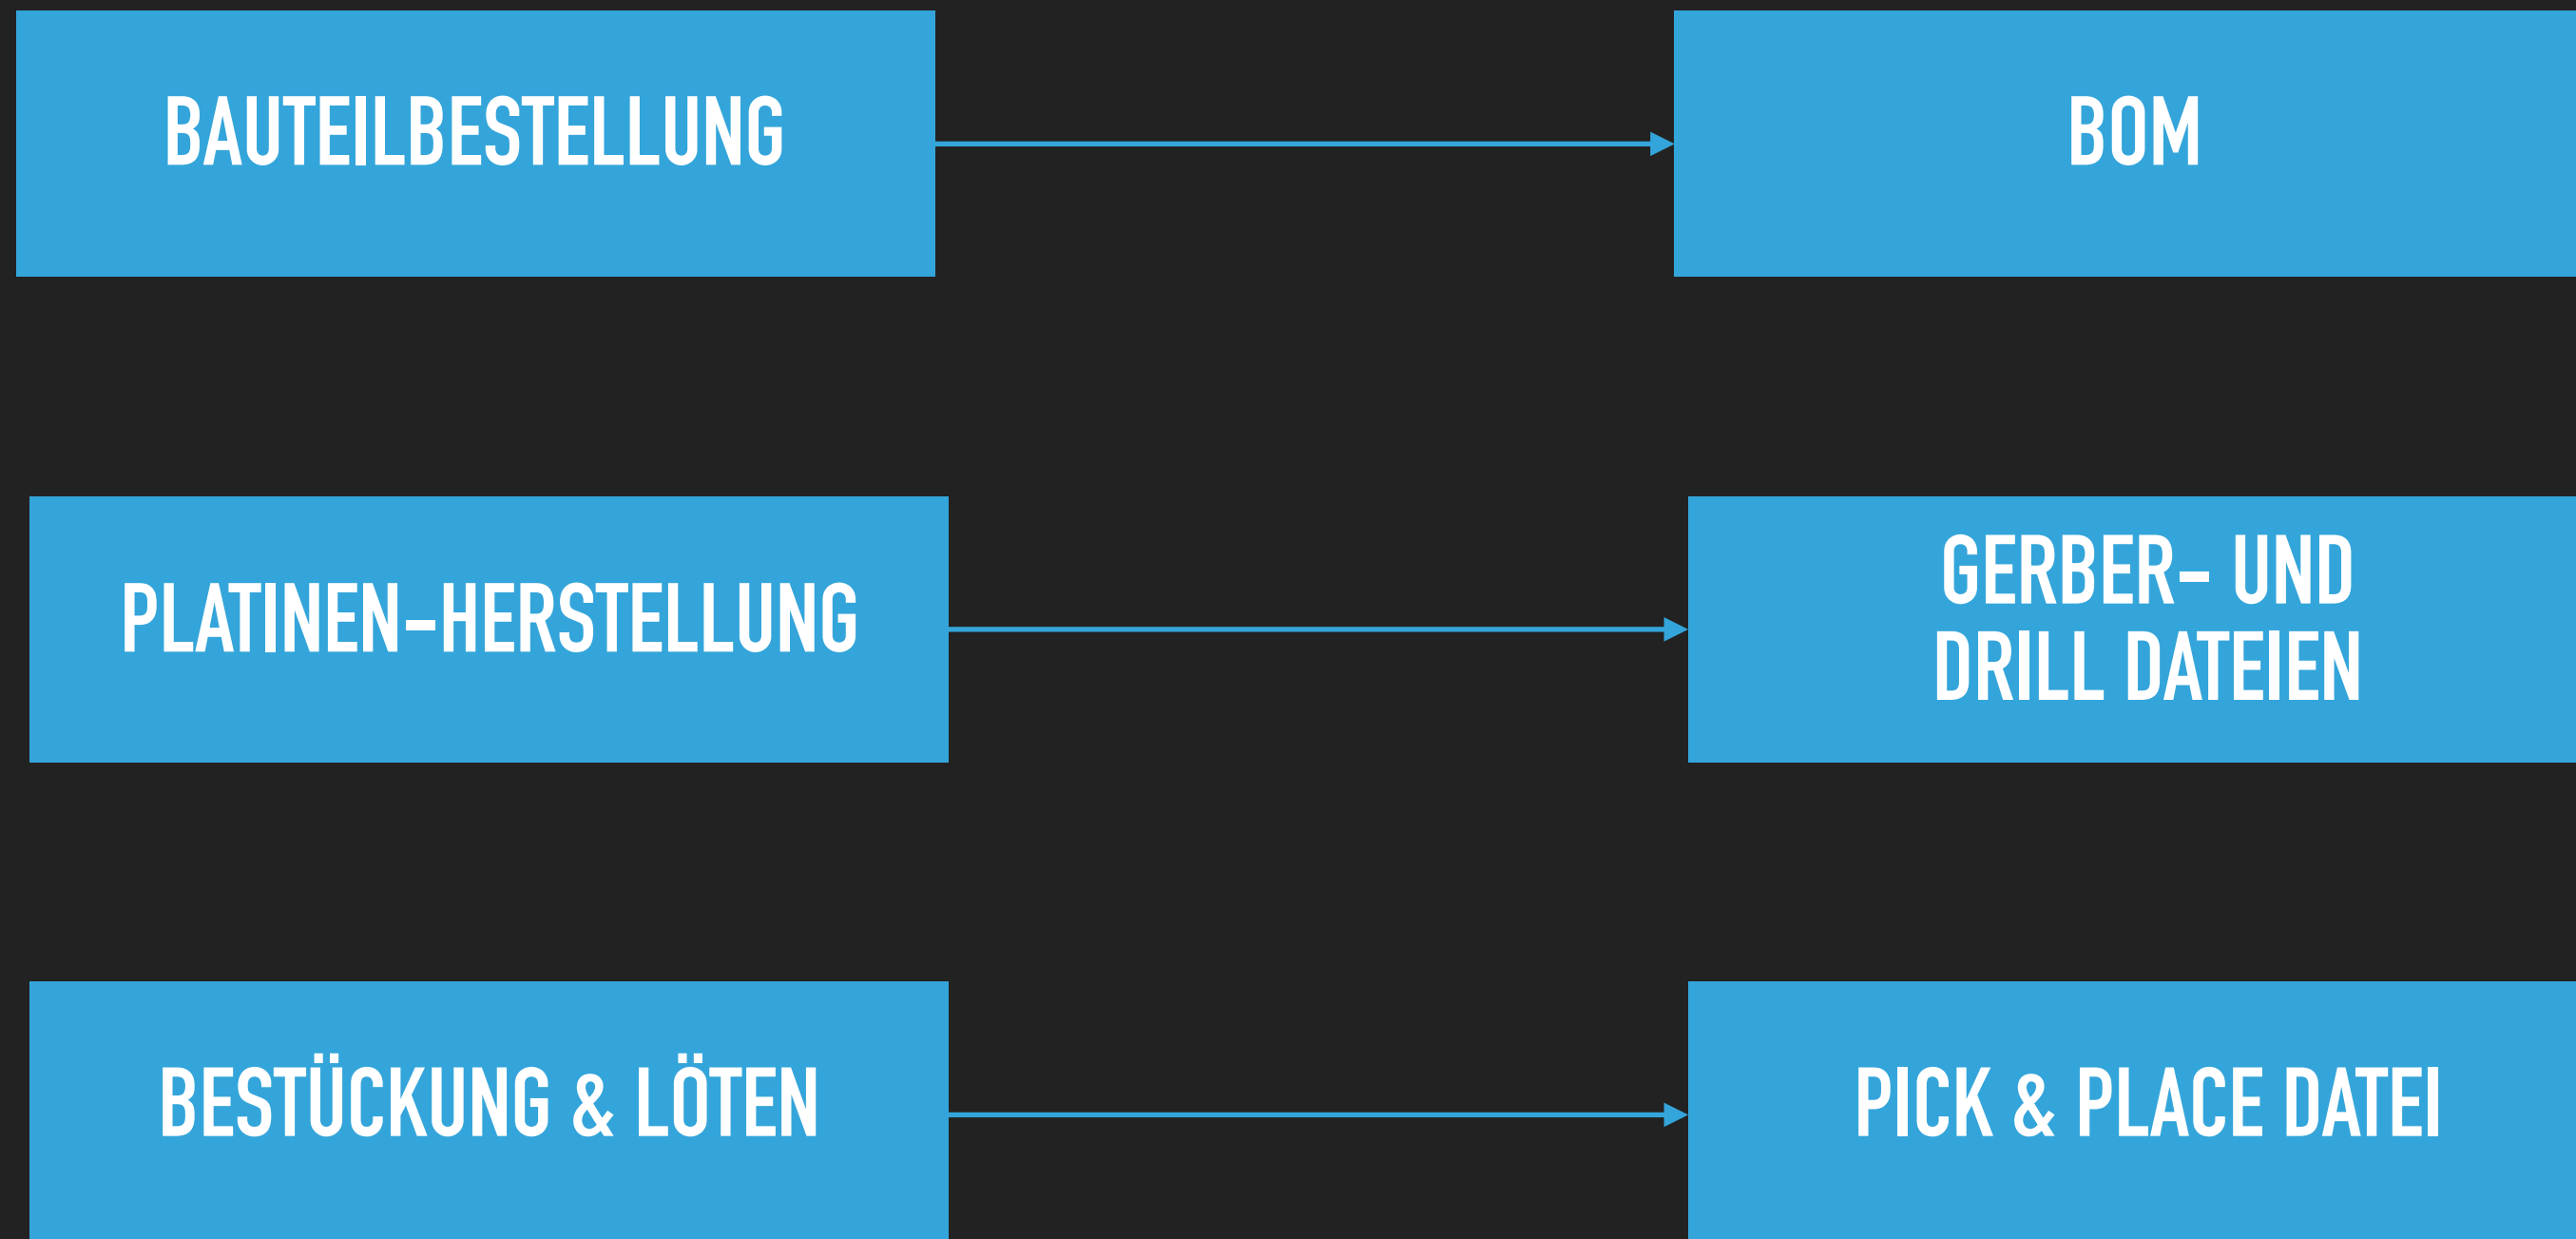 BAUTEILBESTELLUNG
BOM
PLATINEN-HERSTELLUNG
GERBER- UND
DRILL DATEIEN
BESTÜCKUNG & LÖTEN
PICK & PLACE DATEI